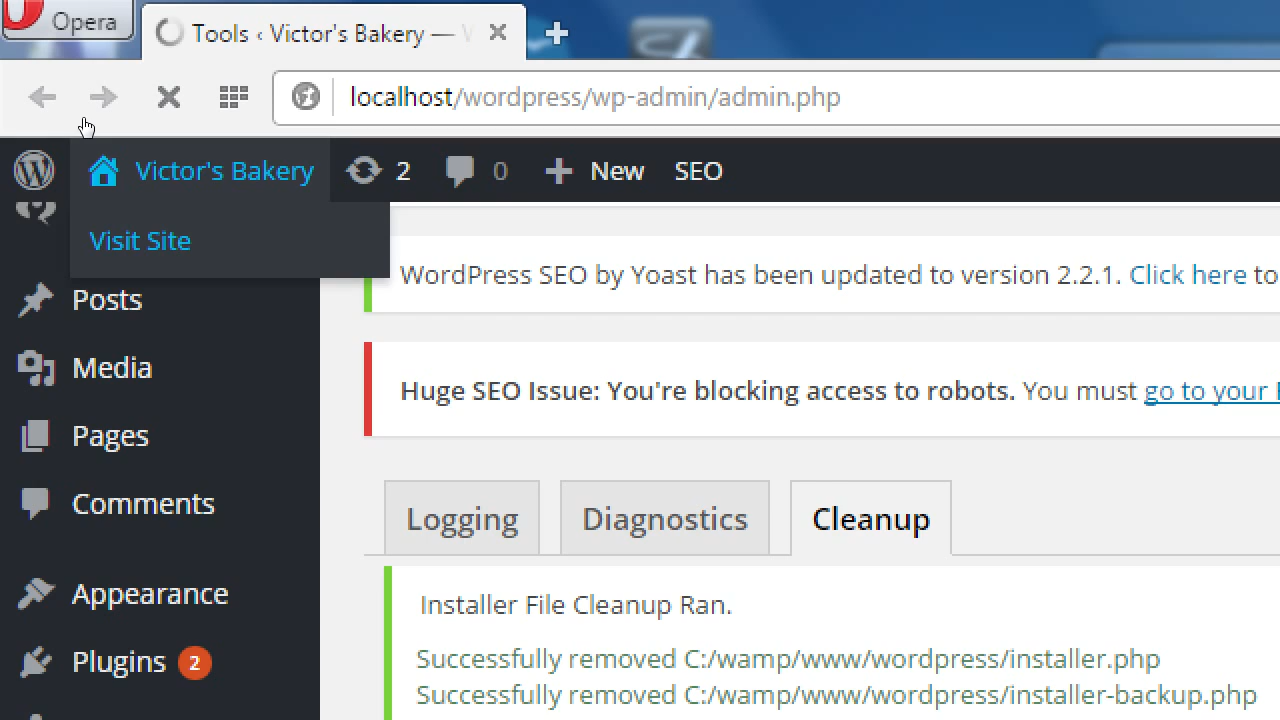 Opera
Tools ‹ Victor's Bakery —
localhost/wordpress/wp-admin/admin.php
Victor's Bakery 2 0 New SEO
Visit Site
WordPress SEO by Yoast has been updated to version 2.2.1. Click here to
Huge SEO Issue: You're blocking access to robots. You must go to your
Posts
Media
Pages
Comments
Appearance
Plugins 2
Logging Diagnostics Cleanup
Installer File Cleanup Ran.
Successfully removed C:/wamp/www/wordpress/installer.php
Successfully removed C:/wamp/www/wordpress/installer-backup.php